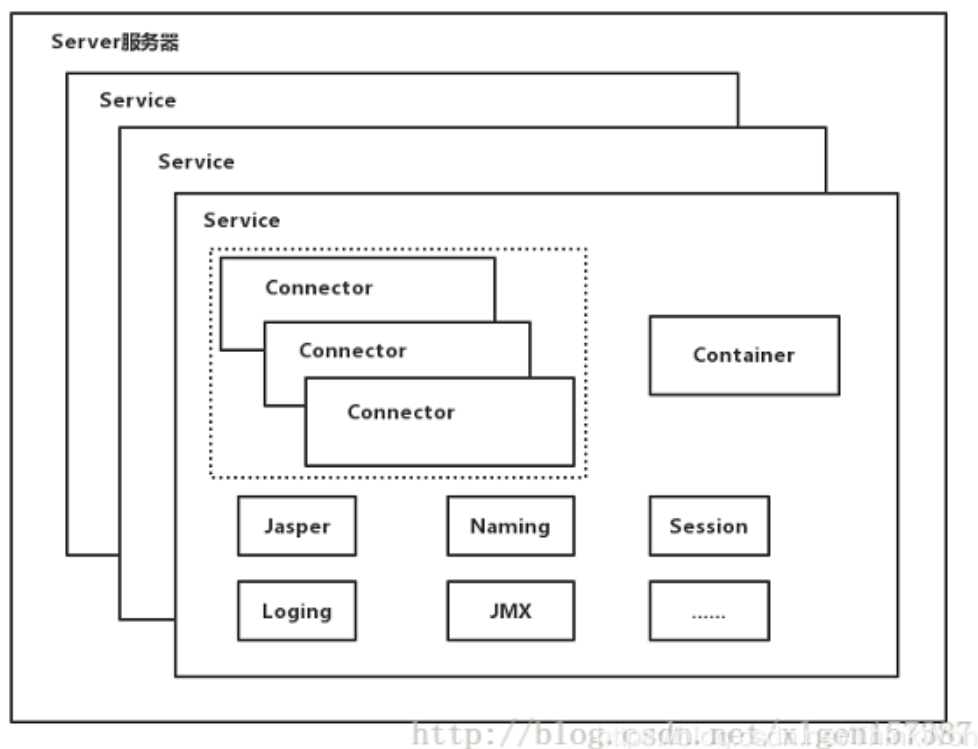 Server服务器
Service
Service
Service
Connector
Connector
Container
Connector
Jasper
Naming
Session
Loging
JMX
......
http://blog.csdn.net/xlgen157387